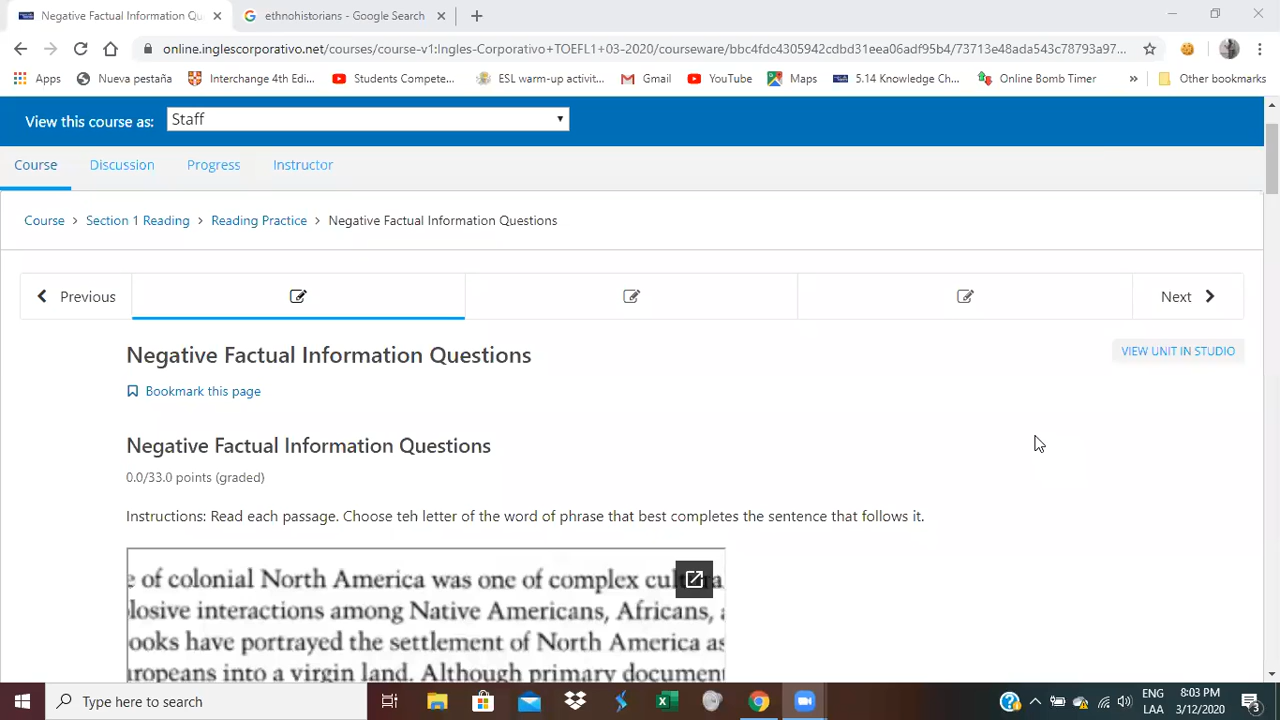 Negative Factual Information Qu
ethnohistorians - Google Search
online.inglescorporativo.net/courses/course-v1:Ingles-Corporativo+TOEFL1+03-2020/courseware/bbc4fdc4305942cdbd31eea06adf95b4/73713e48ada543c78793a97...
Apps
Nueva pestaña
Interchange 4th Edi...
Students Compete...
ESL warm-up activit...
Gmail
YouTube
Maps
5.14 Knowledge Ch...
Online Bomb Timer
»
Other bookmarks
View this course as:
Staff
Course
Discussion
Progress
Instructor
Course > Section 1 Reading > Reading Practice > Negative Factual Information Questions
Previous
Next
Negative Factual Information Questions
VIEW UNIT IN STUDIO
Bookmark this page
Negative Factual Information Questions
0.0/33.0 points (graded)
Instructions: Read each passage. Choose teh letter of the word of phrase that best completes the sentence that follows it.
e of colonial North America was one of complex
losive interactions among Native Americans, Africans,
ooks have portrayed the settlement of North America as
ropeans into a virgin land. Although primary document
Type here to search
ENG
LAA
8:03 PM
3/12/2020
3